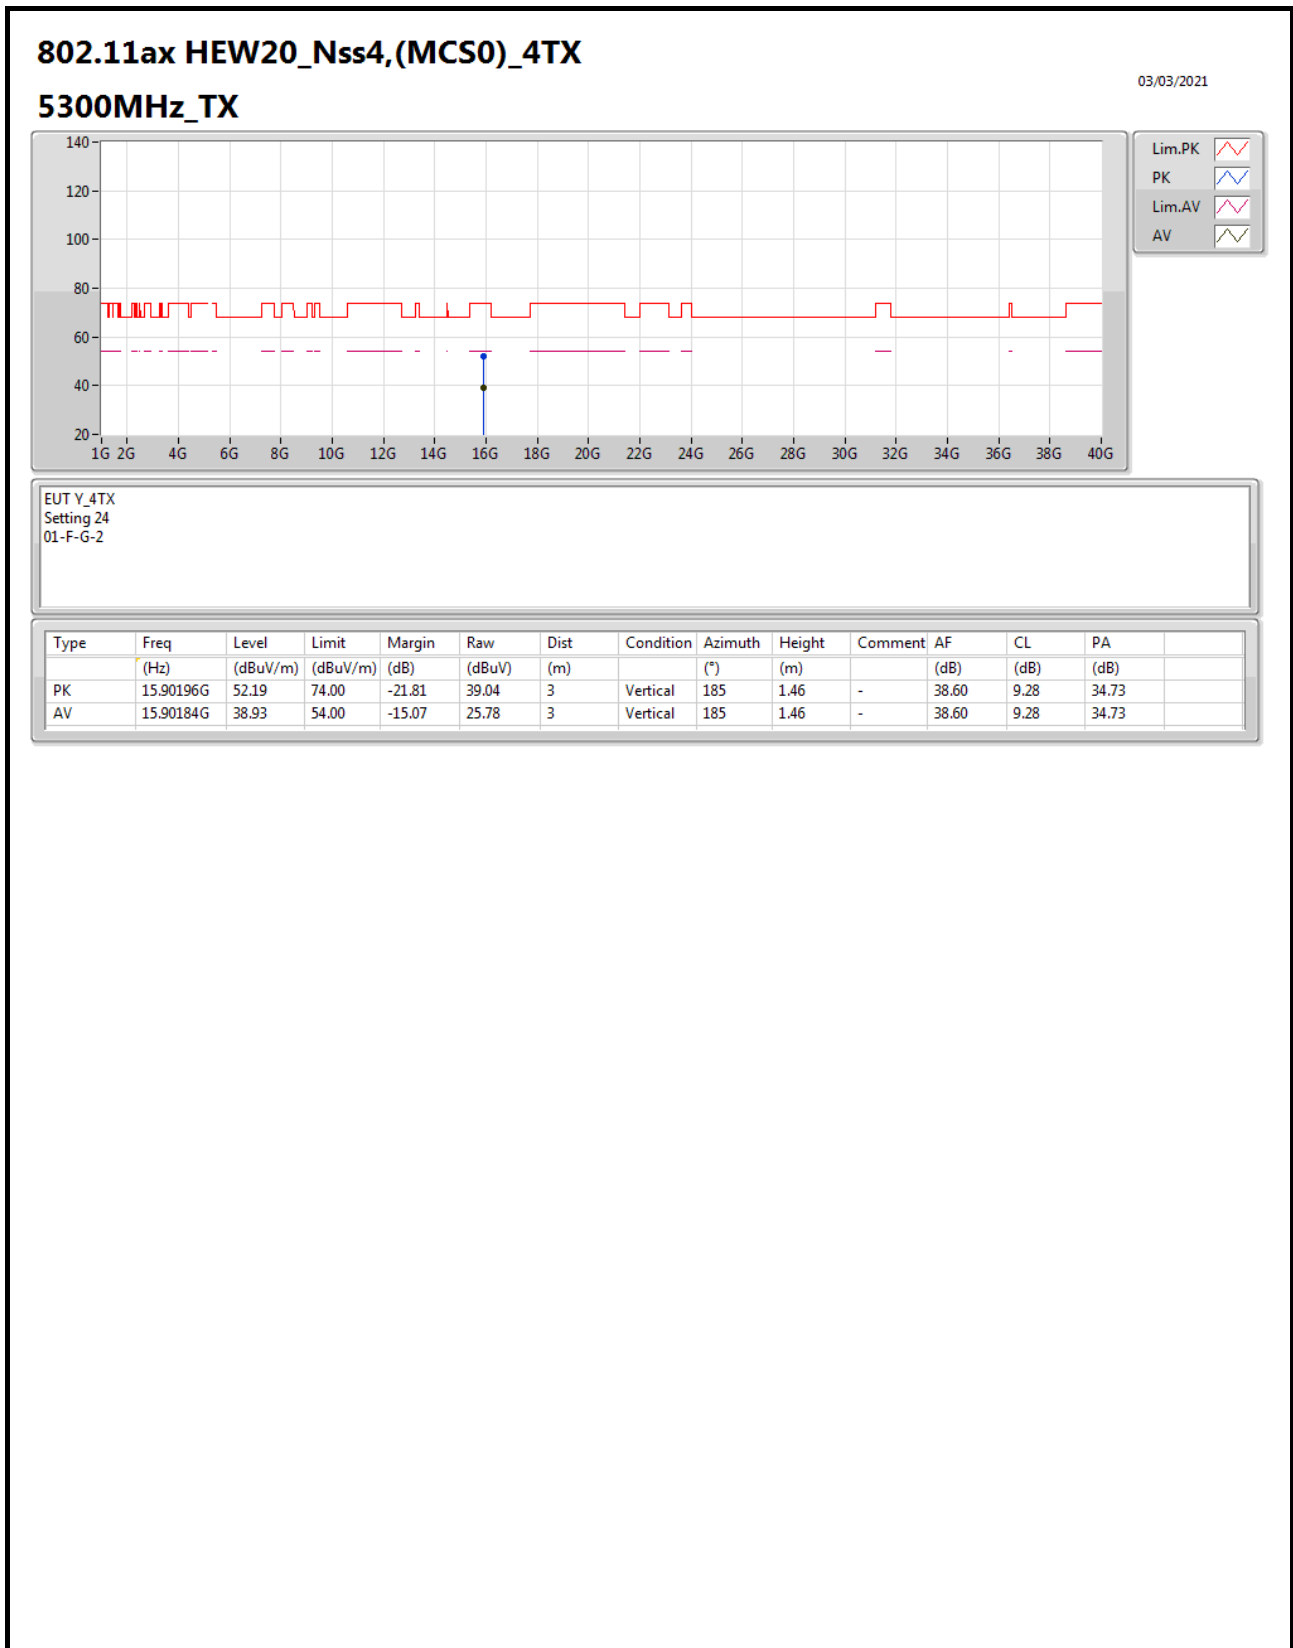 802.11ax HEW20_Nss4,(MCS0)_4TX
03/03/2021
5300MHz_TX
140
120
100
80
60
40
20
1G 2G 4G 6G 8G 10G 12G 14G 16G 18G 20G 22G 24G 26G 28G 30G 32G 34G 36G 38G 40G
Lim.PK
PK
Lim.AV
AV
EUT Y_4TX
Setting 24
01-F-G-2
Type Freq Level Limit Margin Raw Dist Condition Azimuth Height Comment AF CL PA
(Hz) (dBuV/m) (dBuV/m) (dB) (dBuV) (m) (°) (m) (dB) (dB) (dB)
PK 15.90196G 52.19 74.00 -21.81 39.04 3 Vertical 185 1.46 - 38.60 9.28 34.73
AV 15.90184G 38.93 54.00 -15.07 25.78 3 Vertical 185 1.46 - 38.60 9.28 34.73